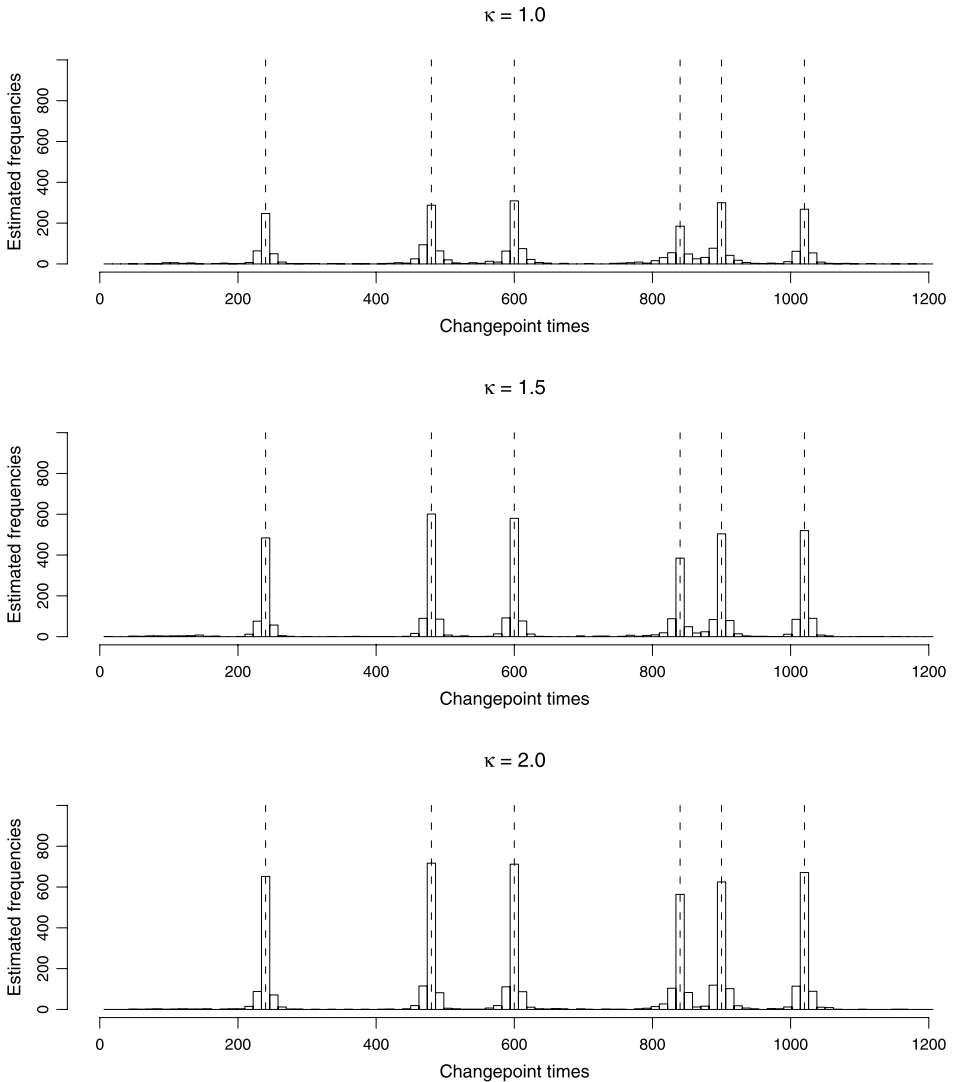 κ = 1.0
Estimated frequencies
0 200 400 600 800
0 200 400 600 800 1000 1200
Changepoint times
κ = 1.5
Estimated frequencies
0 200 400 600 800
0 200 400 600 800 1000 1200
Changepoint times
κ = 2.0
Estimated frequencies
0 200 400 600 800
0 200 400 600 800 1000 1200
Changepoint times